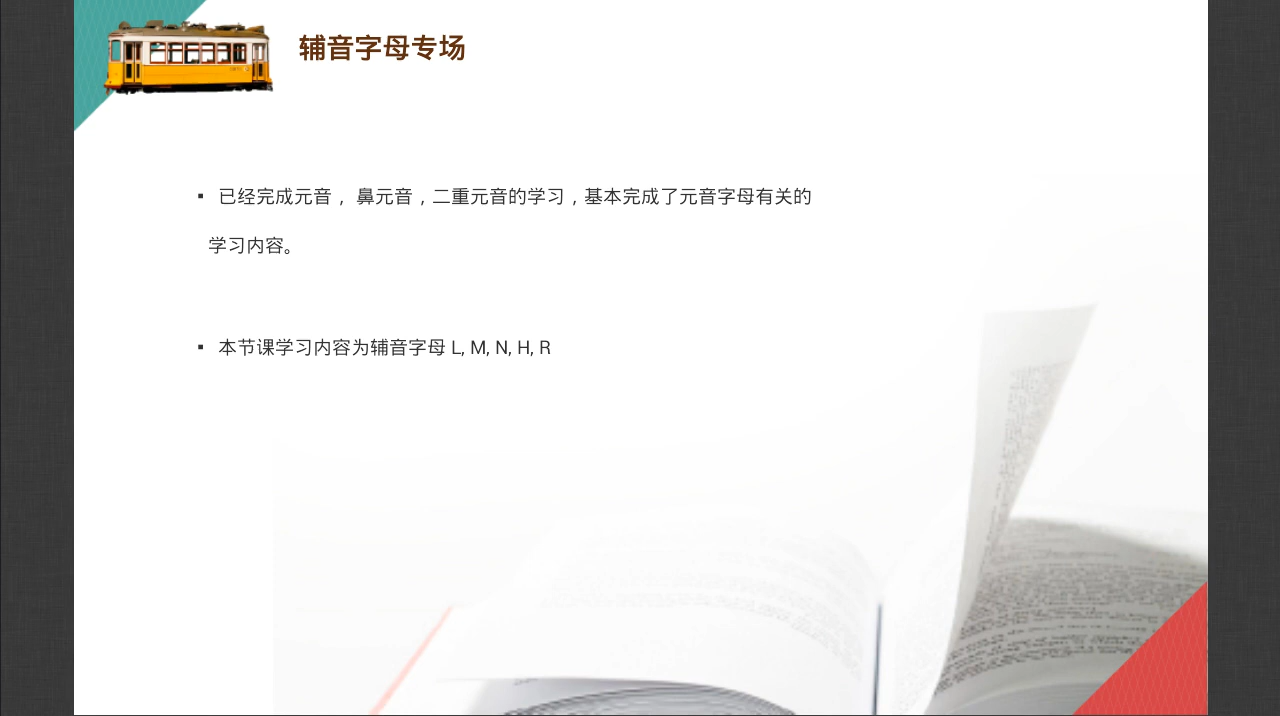 辅音字母专场
▪ 已经完成元音， 鼻元音，二重元音的学习，基本完成了元音字母有关的
学习内容。
▪ 本节课学习内容为辅音字母 L, M, N, H, R